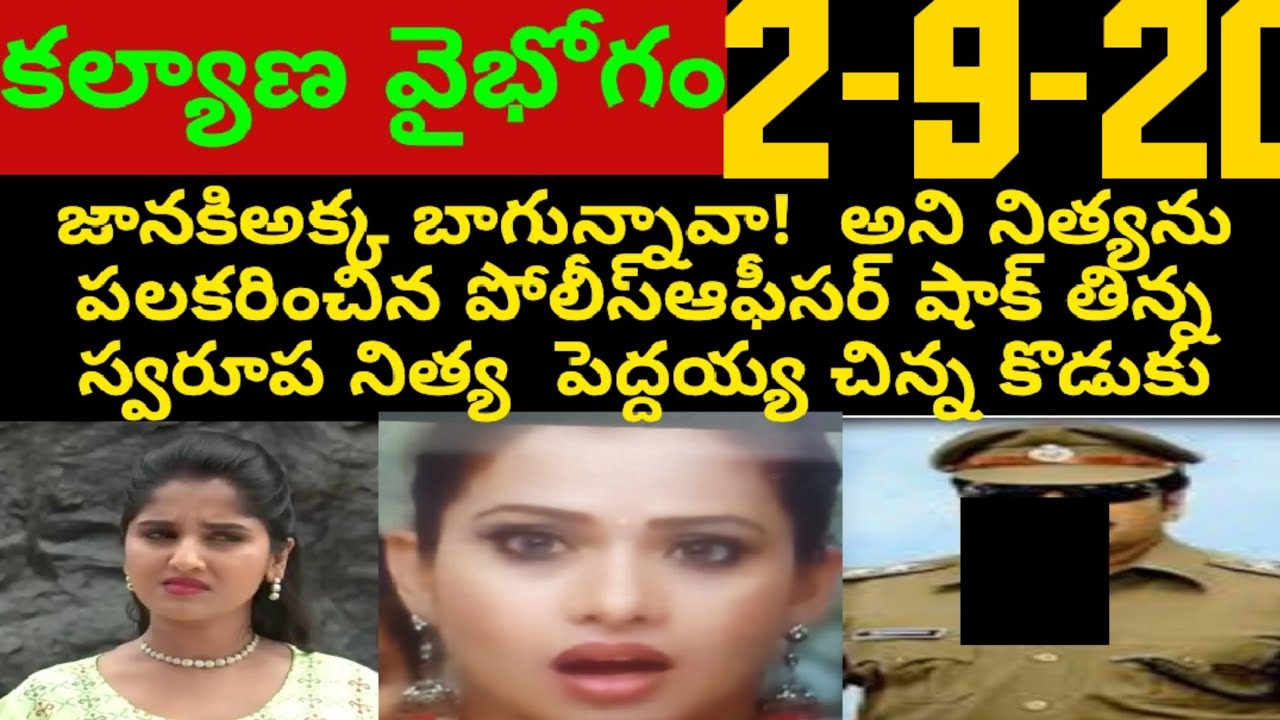 కల్యాణ వైభోగం 2-9-20
జానకిఅక్క బాగున్నావా! అని నిత్యను
పలకరించిన పోలీస్ఆఫీసర్ షాక్ తిన్న
స్వరూప నిత్య పెద్దయ్య చిన్న కొడుకు